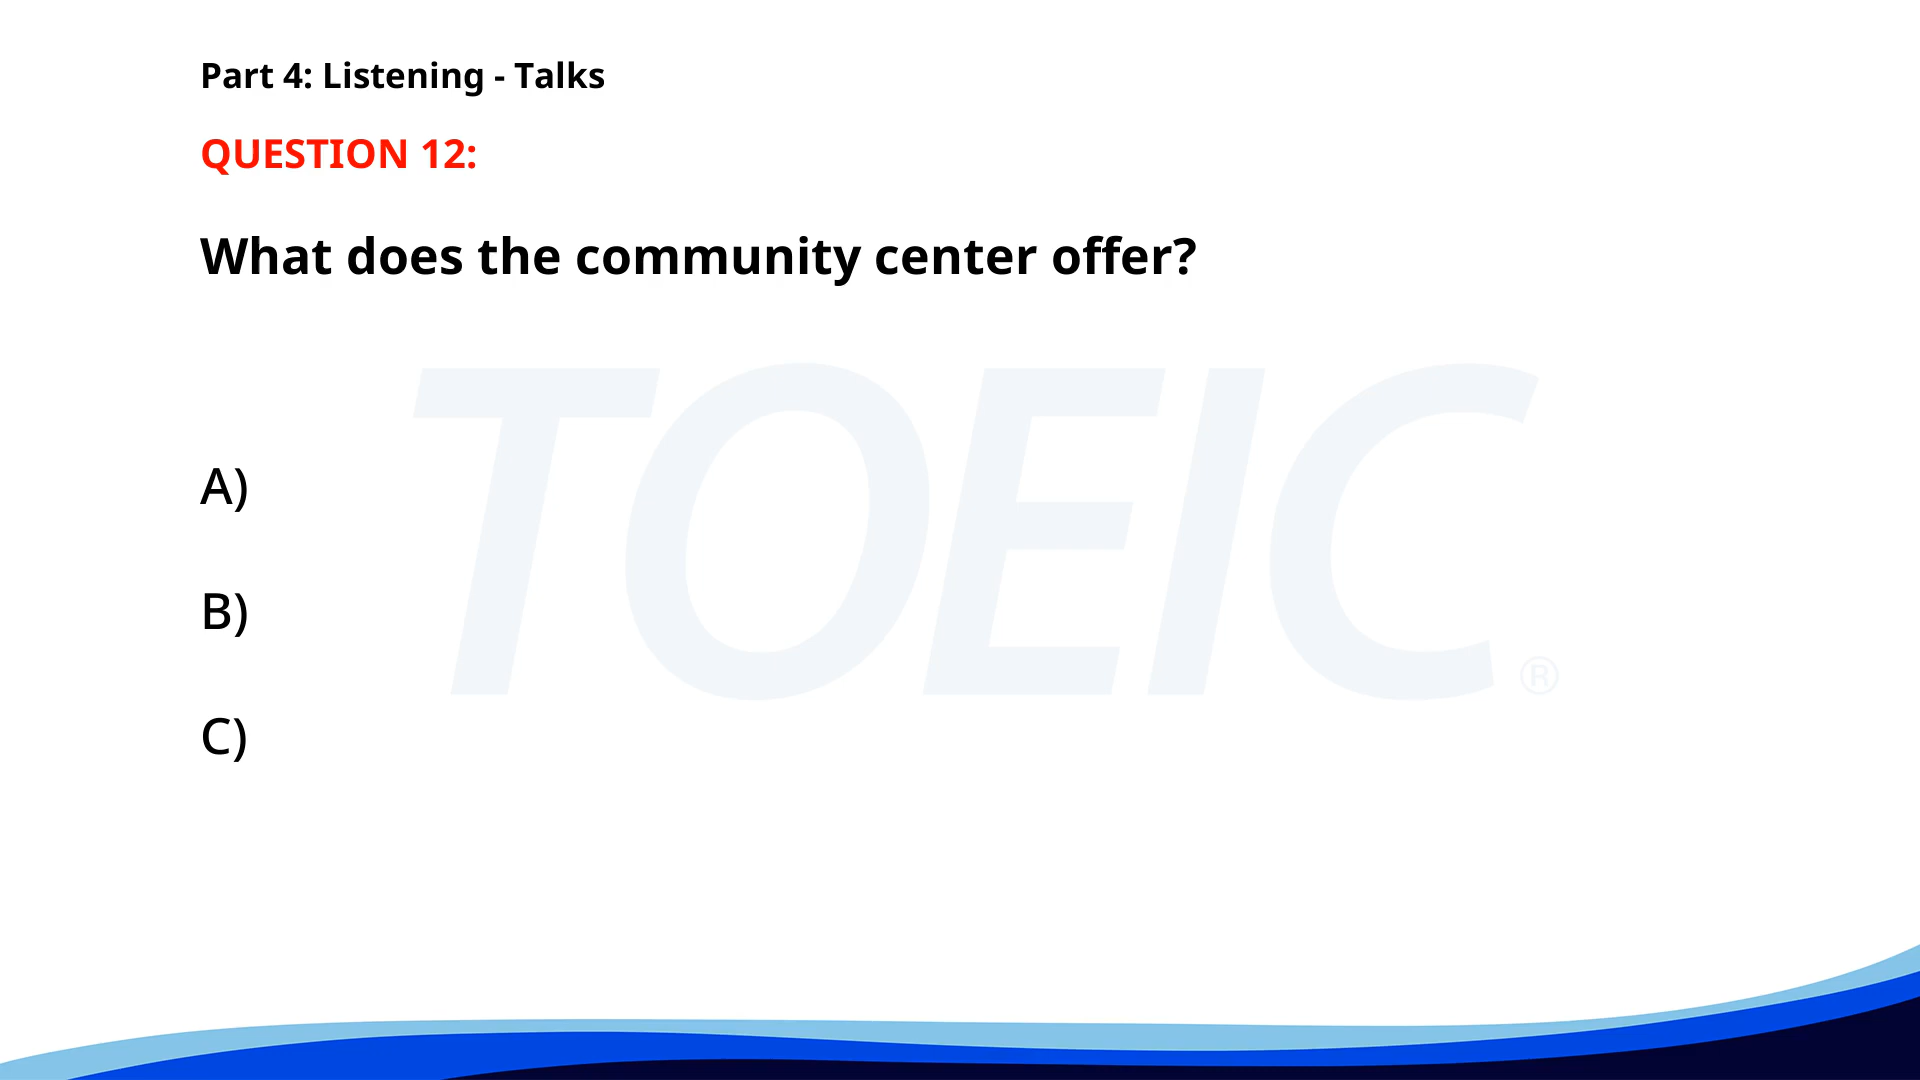 Part 4: Listening - Talks
QUESTION 12:
What does the community center offer?
TOEIC®
A)
B)
C)